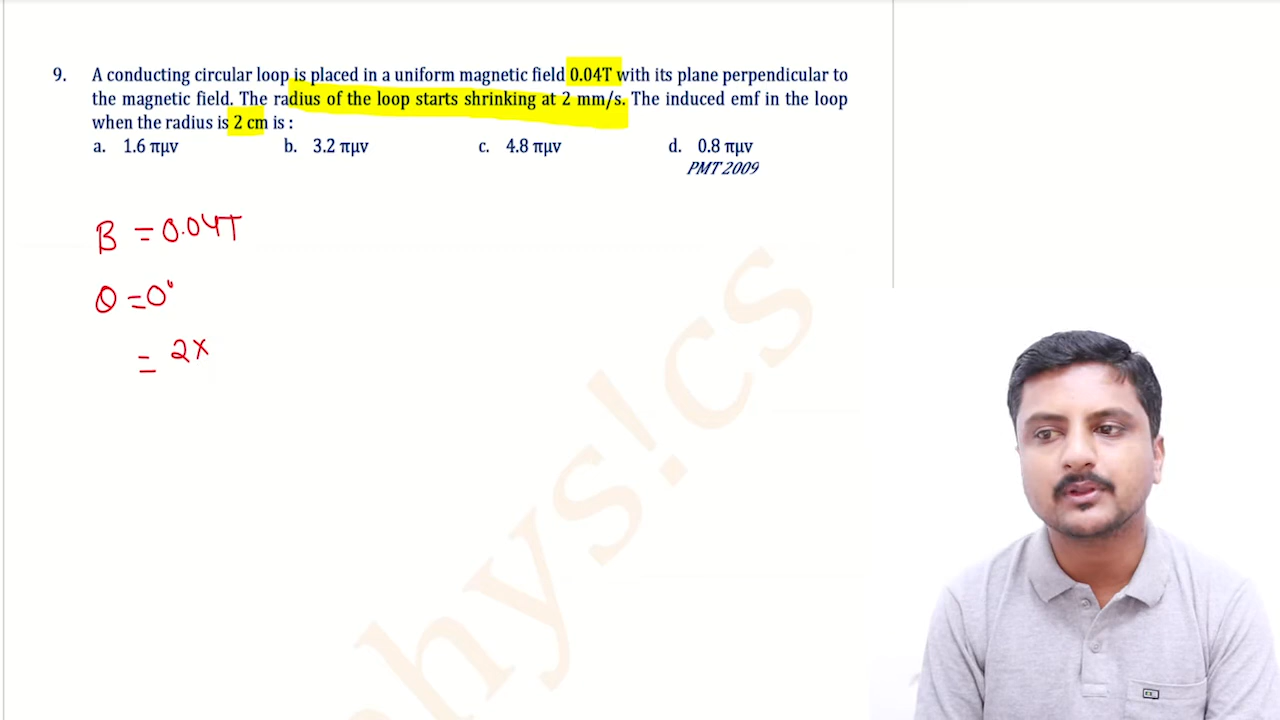 9. A conducting circular loop is placed in a uniform magnetic field 0.04T with its plane perpendicular to
the magnetic field. The radius of the loop starts shrinking at 2 mm/s. The induced emf in the loop
when the radius is 2 cm is :
a. 1.6 πμv b. 3.2 πμv c. 4.8 πμv d. 0.8 πμv
PMT 2009
B = 0.04T
θ = 0°
= 2x
hys!cs